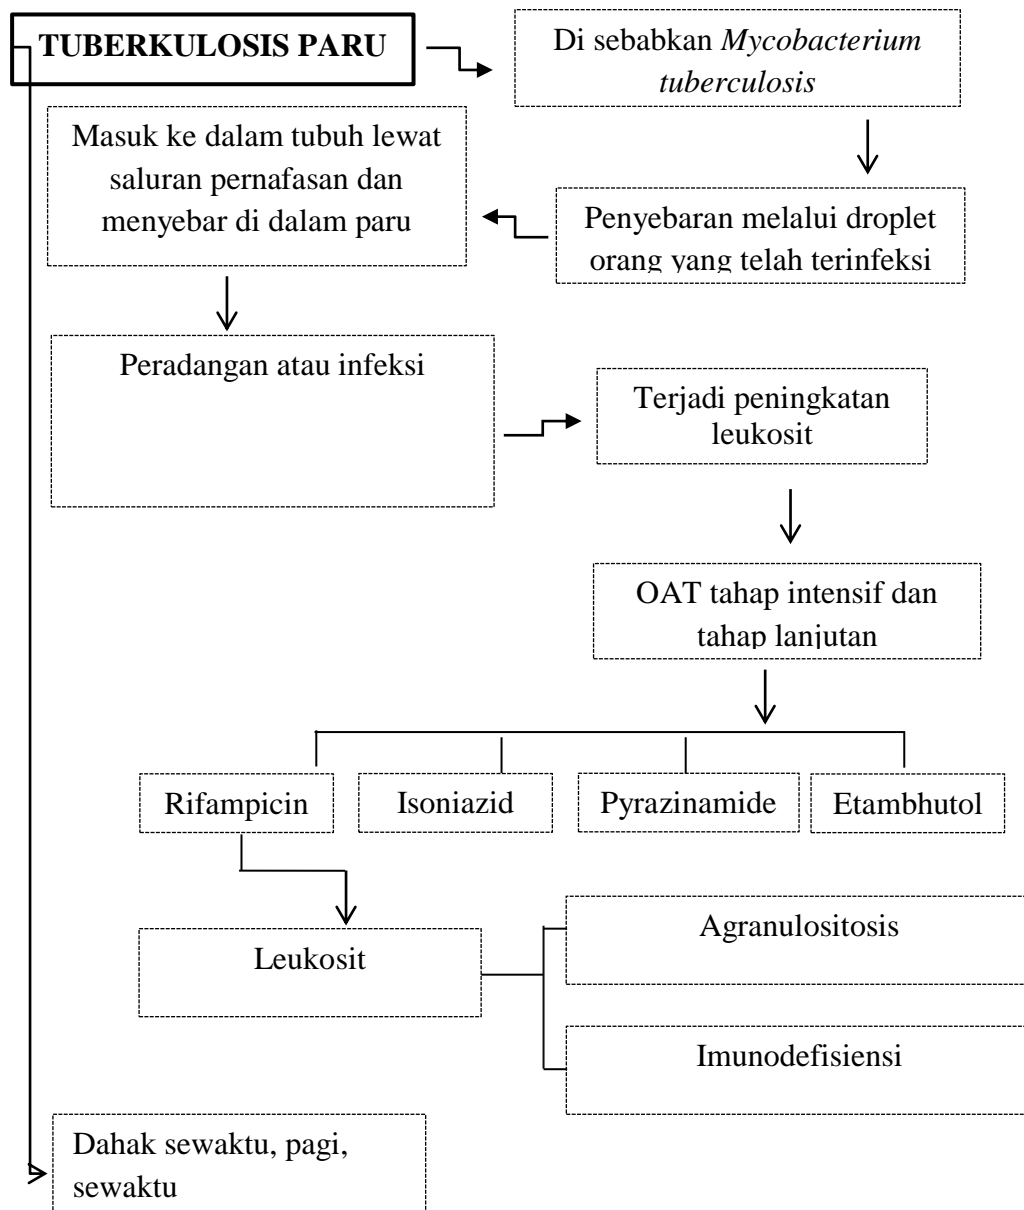 TUBERKULOSIS PARU
Di sebabkan Mycobacterium
tuberculosis
Masuk ke dalam tubuh lewat
saluran pernafasan dan
menyebar di dalam paru
Penyebaran melalui droplet
orang yang telah terinfeksi
Peradangan atau infeksi
Terjadi peningkatan
leukosit
OAT tahap intensif dan
tahap lanjutan
Rifampicin
Isoniazid
Pyrazinamide
Etambhutol
Leukosit
Agranulositosis
Imunodefisiensi
Dahak sewaktu, pagi,
sewaktu